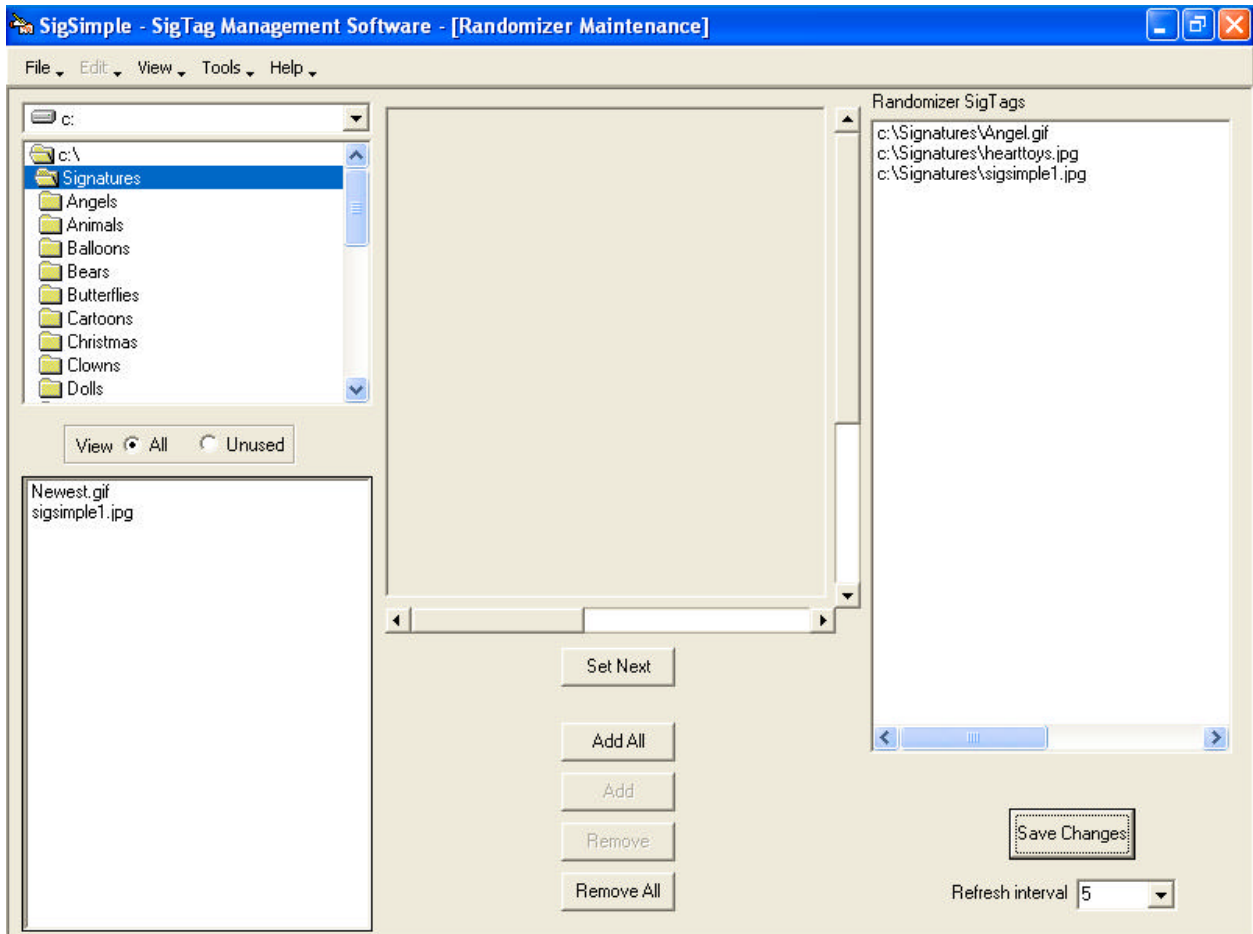 SigSimple - SigTag Management Software - [Randomizer Maintenance]
File Edit View Tools Help
c:
c:\
Signatures
Angels
Animals
Balloons
Bears
Butterflies
Cartoons
Christmas
Clowns
Dolls
View All Unused
Newest.gif
sigsimple1.jpg
Set Next
Add All
Add
Remove
Remove All
Randomizer SigTags
c:\Signatures\Angel.gif
c:\Signatures\hearttoys.jpg
c:\Signatures\sigsimple1.jpg
Save Changes
Refresh interval 5